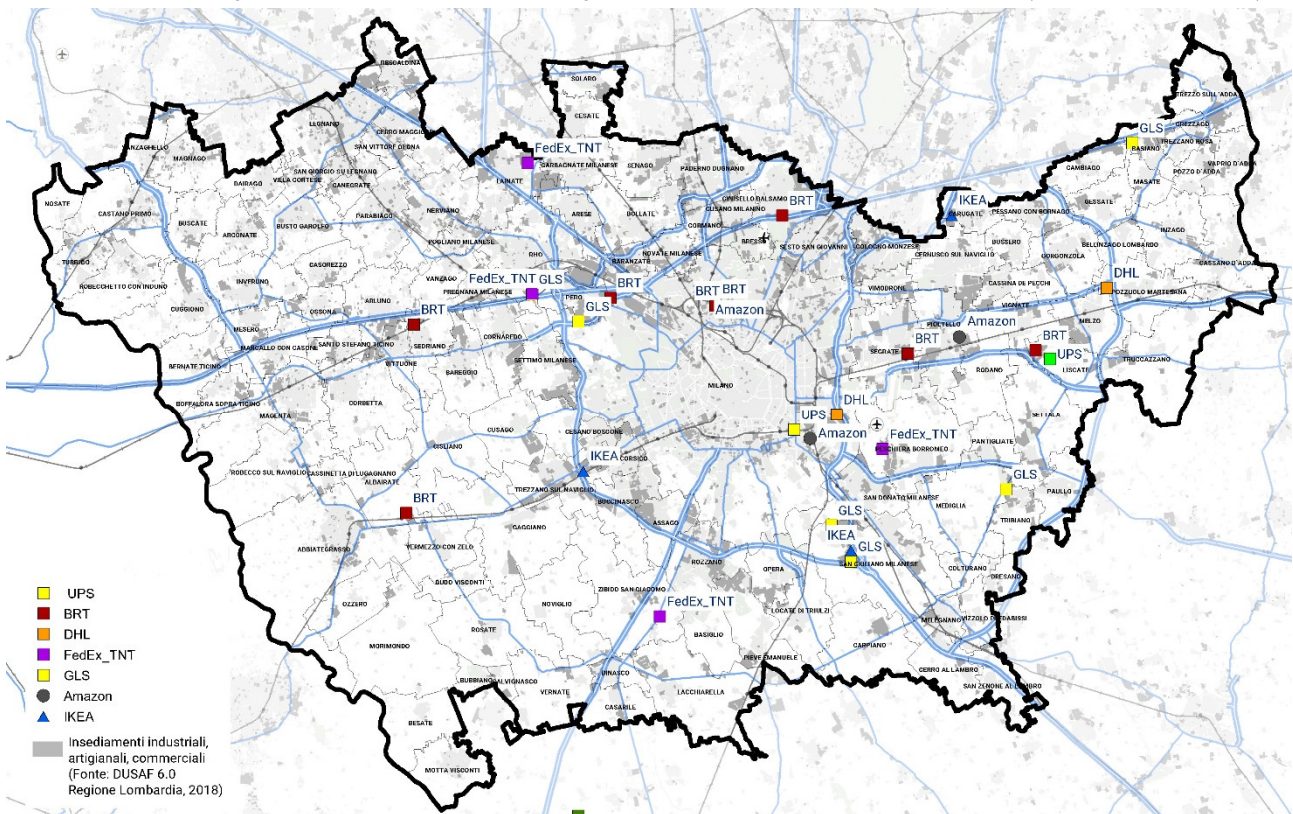 RESCALDINA
SOLARO
CESATE
TREZZO SULL'ADDA
GREZZAGO
LEGNANO
CERRO MAGGIORE
VANZAGHELLO
MAGNAGO
SAN VITTORE OLONA
GLS
TREZZANO ROSA
BASIANO
FedEx_TNT
GARBAGNATE MILANESE
SENAGO
PADERNO DUGNANO
CAMBIAGO
VAPRIO D'ADDA
POZZO D'ADDA
MASATE
SAN GIORGIO SU LEGNANO
VILLA CORTESE
DAIRAGO
CANEGRATE
LAINATE
GESSATE
NOSATE
CASTANO PRIMO
BUSCATE
ARCONATE
BUSTO GAROLFO
PARABIAGO
NERVIANO
ARESE
BOLLATE
CINISELLO BALSAMO
CUSANO MILANINO
BRT
CORMANO
IKEA
CARUGATE
PESSANO CON BORNAGO
BUSSERO
INZAGO
BELLINZAGO LOMBARDO
POGLIANO MILANESE
RHO
BARANZATE
NOVATE MILANESE
BRESSO
SESTO SAN GIOVANNI
COLOGNO MONZESE
CERNUSCO SUL NAVIGLIO
GORGONZOLA
CASSANO D'ADDA
TURBIGO
ROBECCHETTO CON INDUNO
CUGGIONO
INVERUNO
CASOREZZO
VANZAGO
FedEx_TNT
GLS
PREGNANA MILANESE
PERO
BRT
BRT
BRT
Amazon
VIMODRONE
CASSINA DE PECCHI
VIGNATE
DHL
POZZUOLO MARTESANA
MELZO
MESERO
OSSONA
ARLUNO
BRT
GLS
CORNAREDO
SETTIMO MILANESE
PIOLTELLO
Amazon
MARCALLO CON CASONE
SANTO STEFANO TICINO
SEDRIANO
VITTUONE
BAREGGIO
BERNATE TICINO
SEGRATE
BRT
RODANO
BRT
UPS
LISCATE
TRUCCAZZANO
BOFFALORA SOPRA TICINO
MAGENTA
CORBETTA
MILANO
DHL
UPS
Amazon
SETTALA
CUSAGO
CESANO BOSCONE
CORSICO
CISLIANO
IKEA
PANTIGLIATE
FedEx_TNT
PESCHIERA BORROMEO
ROBECCO SUL NAVIGLIO
CASSINETTA DI LUGAGNANO
ALBAIRATE
TREZZANO SUL NAVIGLIO
BUCCINASCO
GLS
PAULLO
SAN DONATO MILANESE
MEDIGLIA
TRIBIANO
BRT
GAGGIANO
ASSAGO
GLS
IKEA
GLS
ABBIATEGRASSO
VERMEZZO CON ZELO
ROZZANO
OPERA
SAN GIULIANO MILANESE
COLTURANO
DRESANO
GUDO VISCONTI
ZIBIDO SAN GIACOMO
OZZERO
NOVIGLIO
FedEx_TNT
LOCATE DI TRIULZI
ROSATE
BASIGLIO
MELEGNANO
VIZZOLO PREDABISSI
MORIMONDO
PIEVE EMANUELE
CARPIANO
CERRO AL LAMBRO
SAN ZENONE AL LAMBRO
BUBBIANO
CALVIGNASCO
VERNATE
BINASCO
LACCHIARELLA
CASARILE
BESATE
MOTTA VISCONTI
UPS
BRT
DHL
FedEx_TNT
GLS
Amazon
IKEA
Insediamenti industriali,
artigianali, commerciali
(Fonte: DUSAF 6.0
Regione Lombardia, 2018)